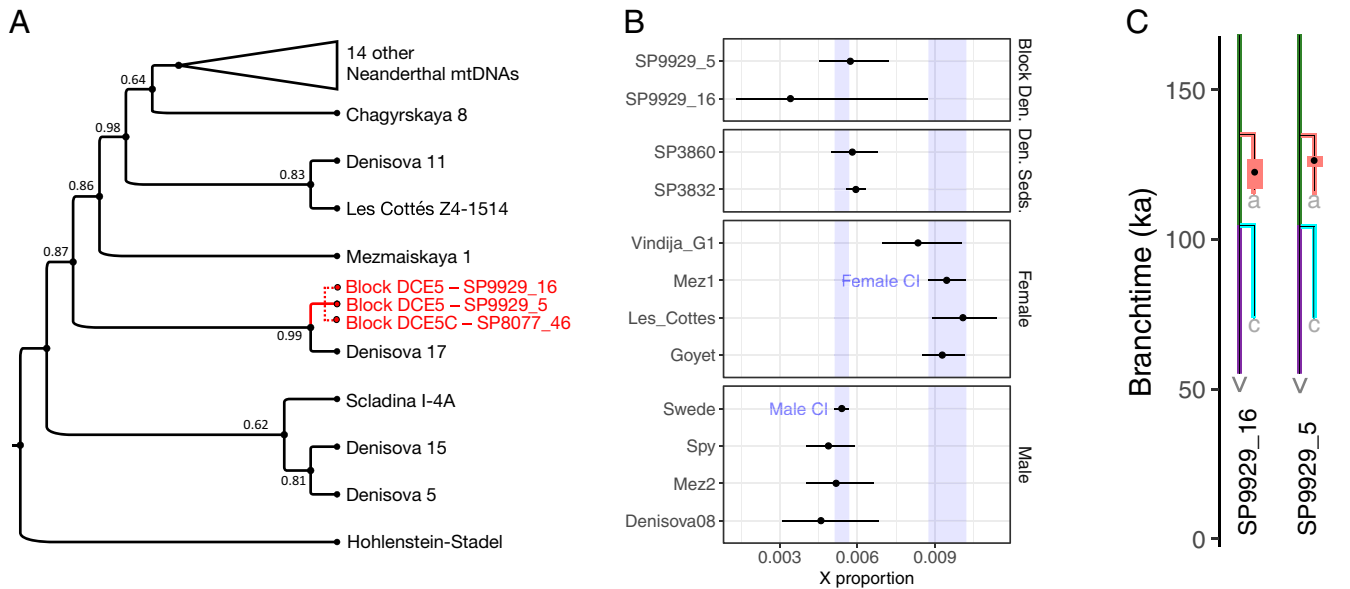 A
14 other
Neanderthal mtDNAs
0.64
Chagyrskaya 8
0.98
Denisova 11
0.83
Les Cottés Z4-1514
0.86
Mezmaiskaya 1
0.87
Block DCE5 – SP9929_16
Block DCE5 – SP9929_5
Block DCE5C – SP8077_46
0.99
Denisova 17
Scladina I-4A
0.62
Denisova 15
0.81
Denisova 5
Hohlenstein-Stadel
B
SP9929_5
SP9929_16
Block Den.
SP3860
SP3832
Den. Seds.
Vindija_G1
Mez1
Female CI
Les_Cottes
Goyet
Female
Swede
Male CI
Spy
Mez2
Denisova08
Male
0.003 0.006 0.009
X proportion
C
Branchtime (ka)
150
100
50
0
a a
c c
V V
SP9929_16
SP9929_5